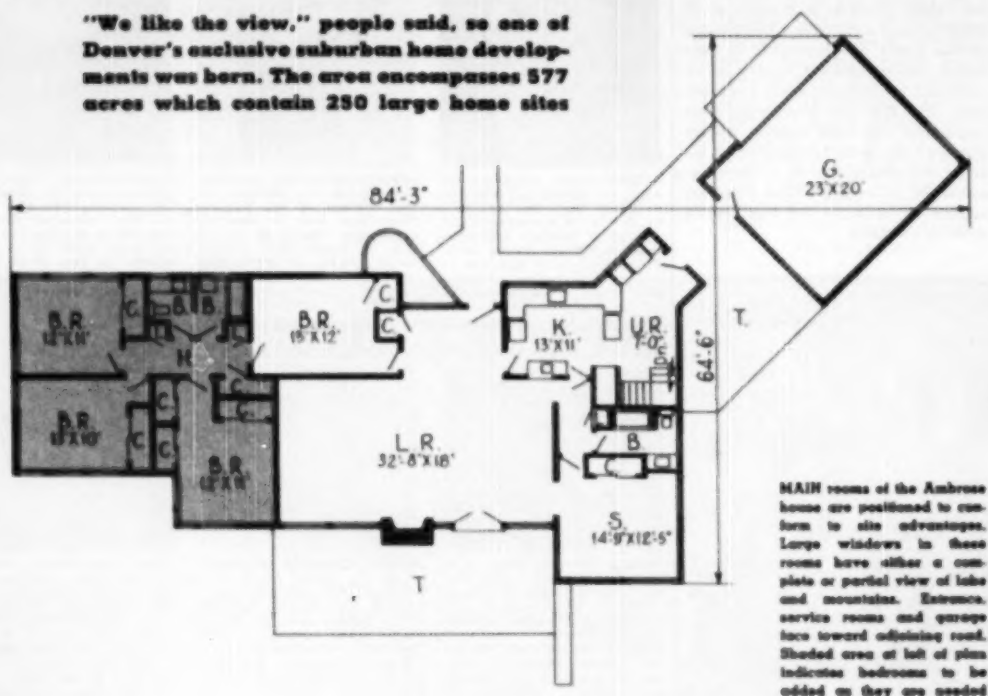 "We like the view," people said, so one of
Denver's exclusive suburban home develop-
ments was born. The area encompasses 577
acres which contain 250 large home sites
G.
23'X20'
84'-3"
C.
B.R.
12'X11'
B.
B.
B.R.
15'X12'
C.
C.
K.
13'X11'
U.R.
T.
64'-6"
H.
B.R.
C.
C.
C.
C.
C.
B.R.
12'X11'
L.R.
32'-8"X18'
B.
C.
S.
14'-9"X12'-5"
T
MAIN rooms of the Ambrose
house are positioned to con-
form to site advantages.
Large windows in these
rooms have either a com-
plete or partial view of lake
and mountains. Entrance,
service rooms and garage
face toward adjoining road.
Shaded area at left of plan
indicates bedrooms to be
added as they are needed